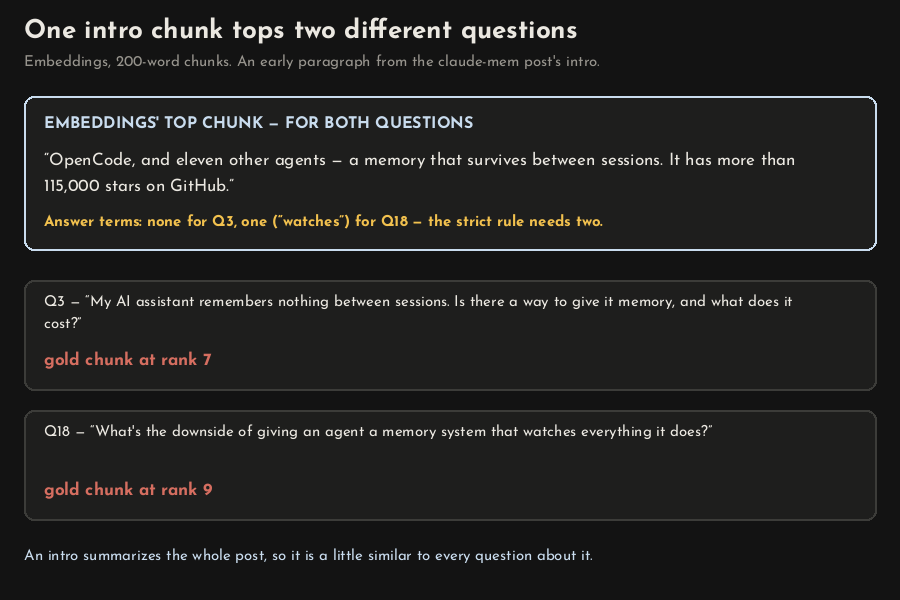 One intro chunk tops two different questions
Embeddings, 200-word chunks. An early paragraph from the claude-mem post's intro.
EMBEDDINGS' TOP CHUNK — FOR BOTH QUESTIONS
“OpenCode, and eleven other agents — a memory that survives between sessions. It has more than
115,000 stars on GitHub.”
Answer terms: none for Q3, one (“watches”) for Q18 — the strict rule needs two.
Q3 — “My AI assistant remembers nothing between sessions. Is there a way to give it memory, and what does it
cost?”
gold chunk at rank 7
Q18 — “What's the downside of giving an agent a memory system that watches everything it does?”
gold chunk at rank 9
An intro summarizes the whole post, so it is a little similar to every question about it.